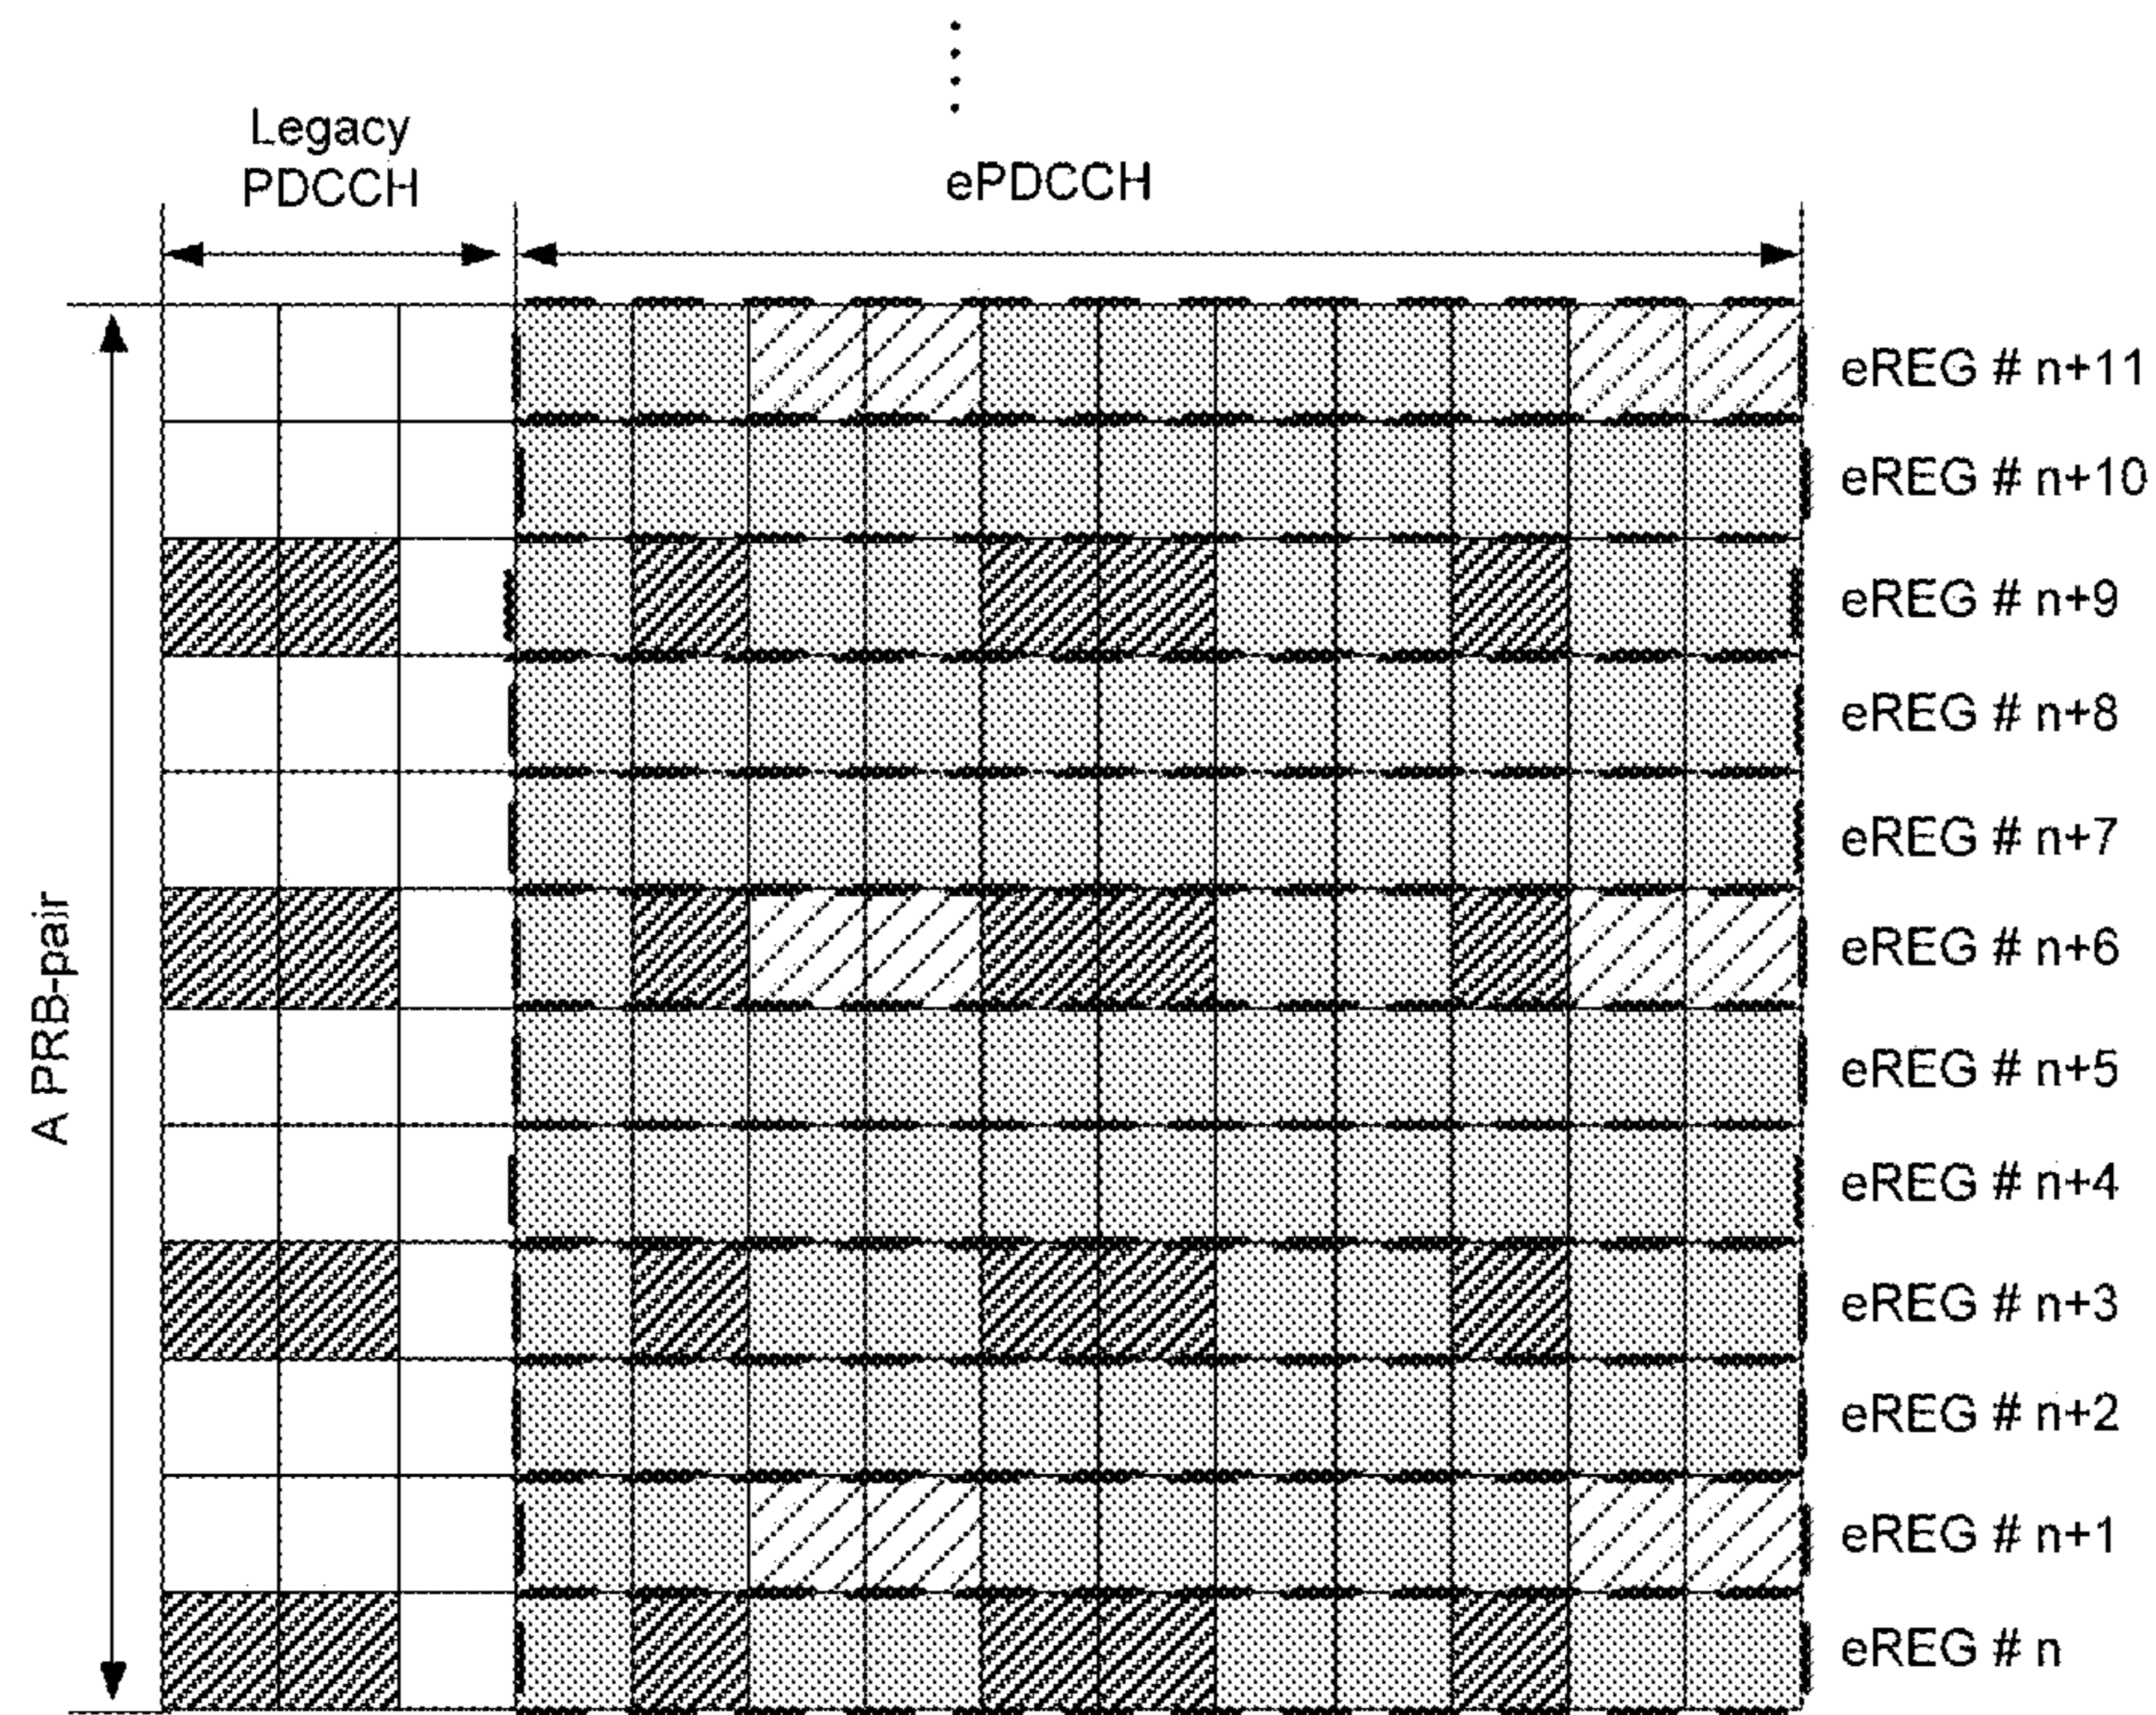 Legacy
PDCCH
ePDCCH
A PRB-pair
eREG # n+11
eREG # n+10
eREG # n+9
eREG # n+8
eREG # n+7
eREG # n+6
eREG # n+5
eREG # n+4
eREG # n+3
eREG # n+2
eREG # n+1
eREG # n